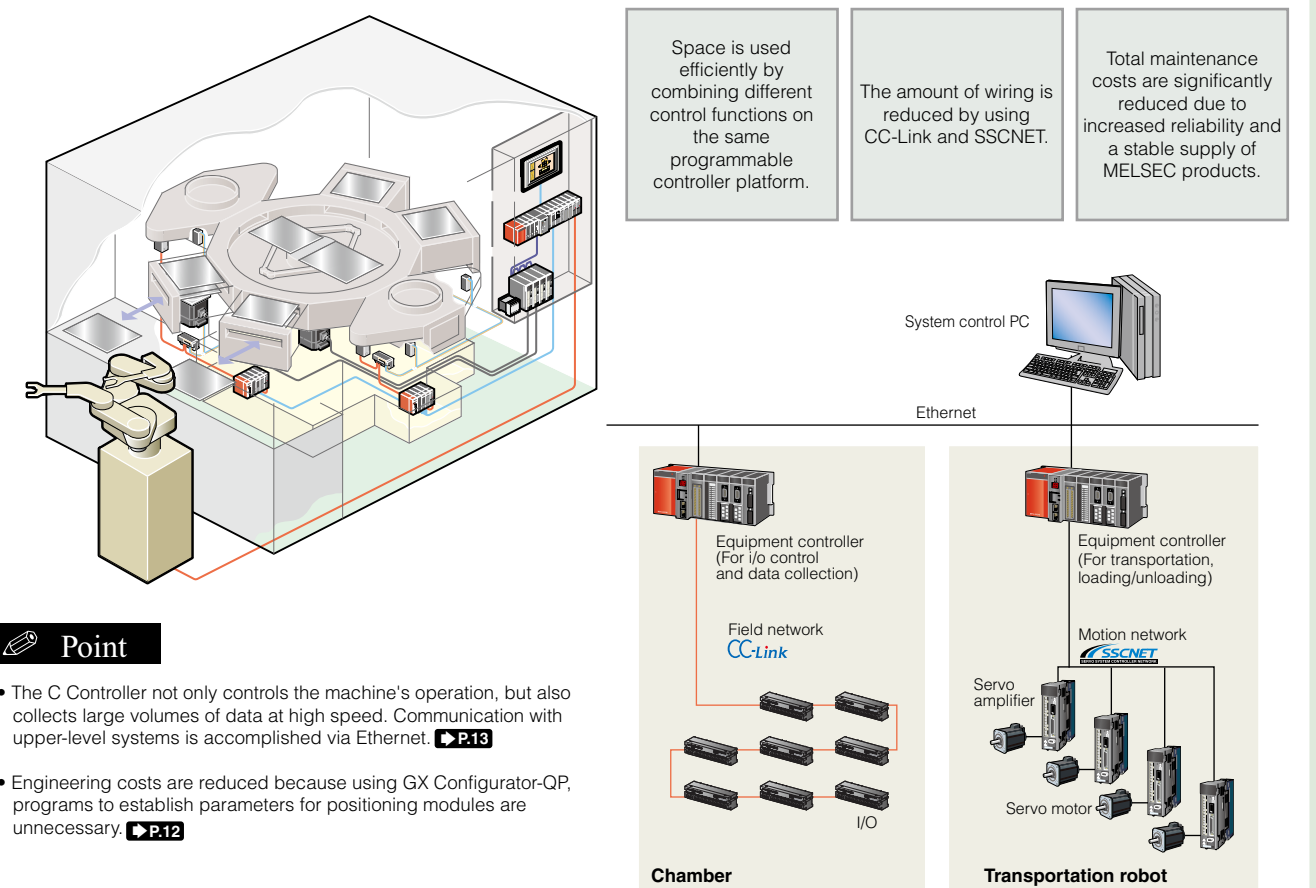 Space is used
efficiently by
combining different
control functions on
the same
programmable
controller platform.
The amount of wiring is
reduced by using
CC-Link and SSCNET.
Total maintenance
costs are significantly
reduced due to
increased reliability and
a stable supply of
MELSEC products.
System control PC
Ethernet
Equipment controller
(For i/o control
and data collection)
Field network
CC-Link
I/O
Chamber
Equipment controller
(For transportation,
loading/unloading)
Motion network
SSCNET
SERVO SYSTEM CONTROLLER NETWORK
Servo
amplifier
Servo motor
Transportation robot
Point
• The C Controller not only controls the machine's operation, but also
collects large volumes of data at high speed. Communication with
upper-level systems is accomplished via Ethernet. P.13
• Engineering costs are reduced because using GX Configurator-QP,
programs to establish parameters for positioning modules are
unnecessary. P.12